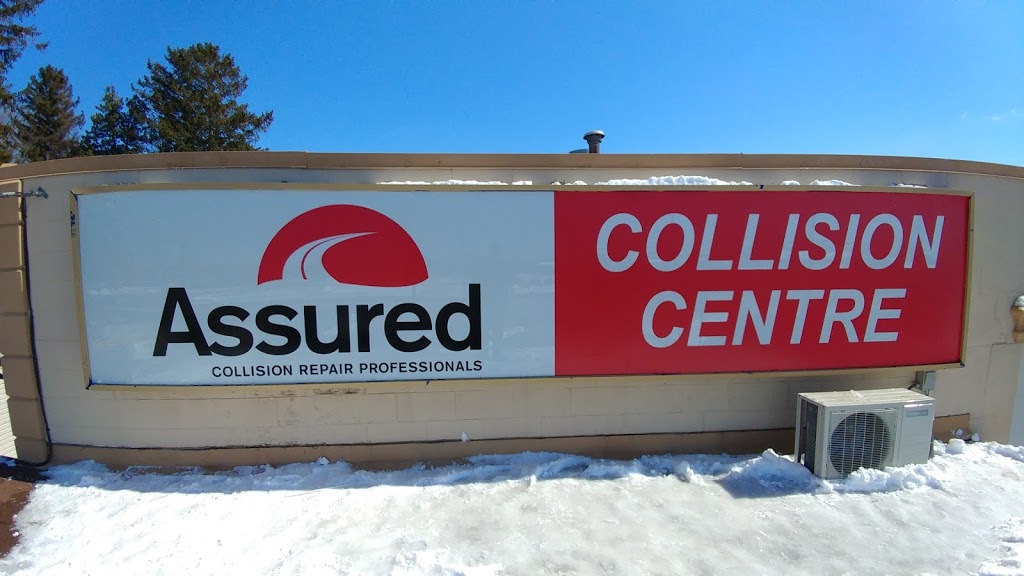 Assured
COLLISION REPAIR PROFESSIONALS
COLLISION
CENTRE